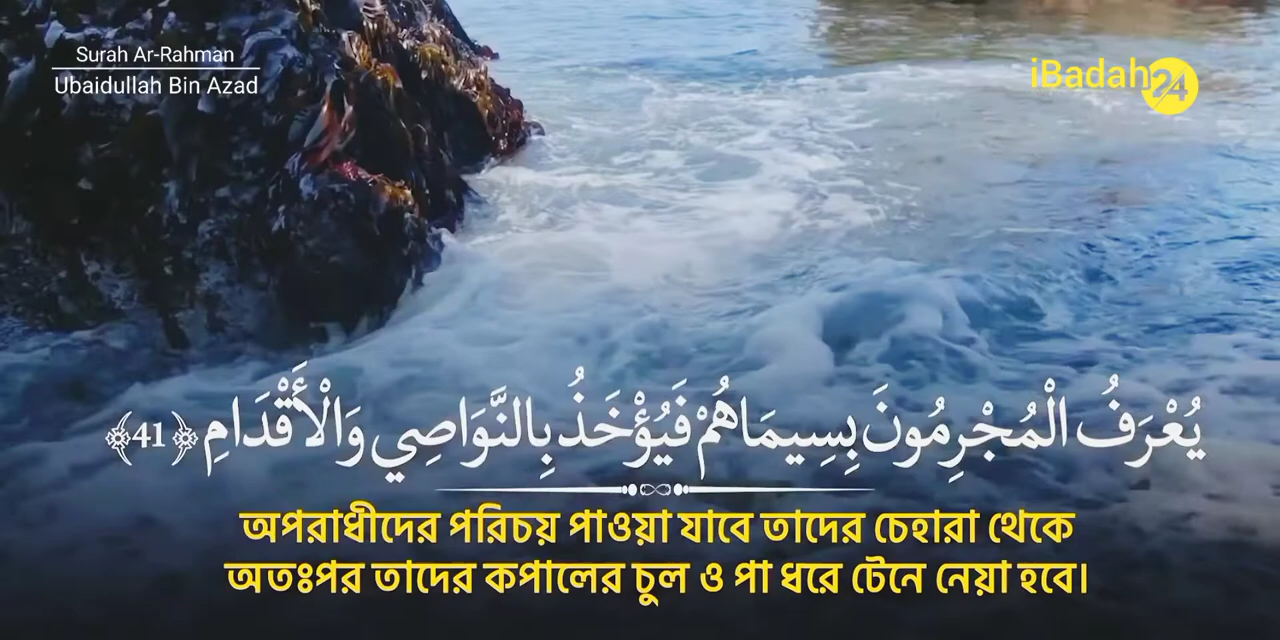 Surah Ar-Rahman
Ubaidullah Bin Azad
iBadah24
يُعْرَفُ الْمُجْرِمُونَ بِسِيمَاهُمْ فَيُؤْخَذُ بِالنَّوَاصِي وَالْأَقْدَامِ ﴿41﴾
অপরাধীদের পরিচয় পাওয়া যাবে তাদের চেহারা থেকে
অতঃপর তাদের কপালের চুল ও পা ধরে টেনে নেয়া হবে।